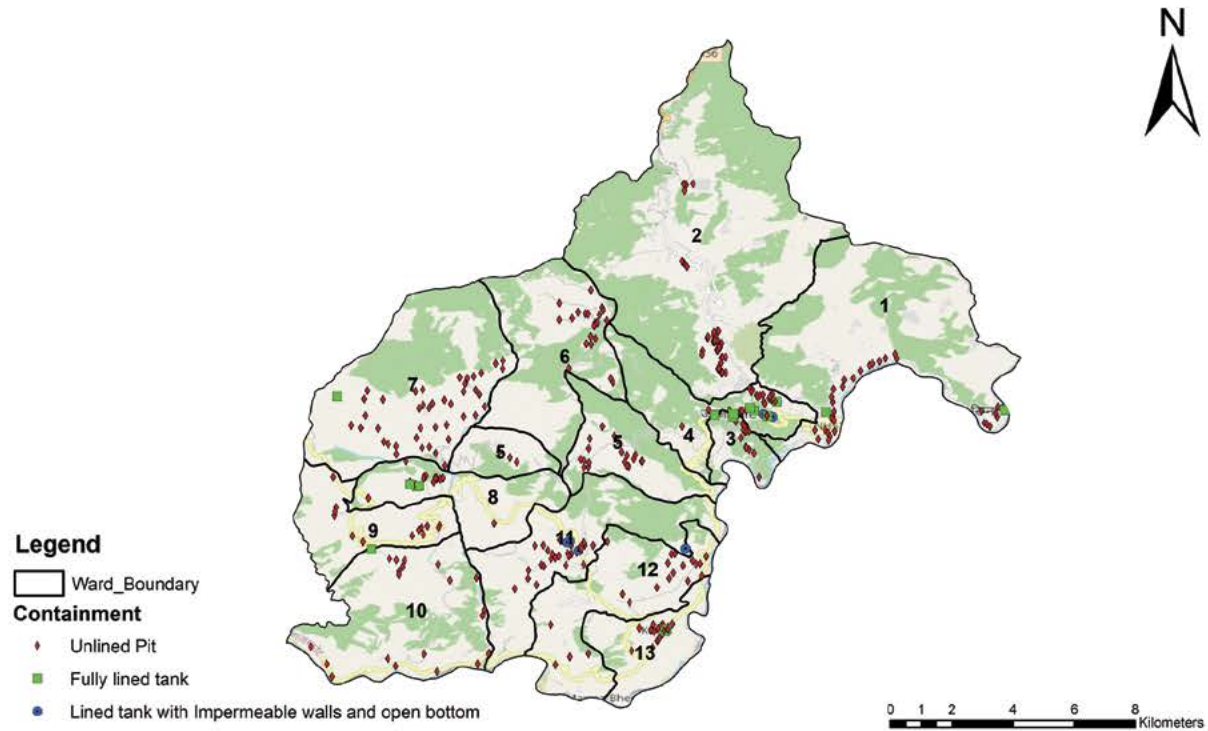 N
2
1
6
7
5
5
4
3
8
9
11
12
10
13
Legend
Ward_Boundary
Containment
Unlined Pit
Fully lined tank
Lined tank with Impermeable walls and open bottom
0 1 2 4 6 8
Kilometers